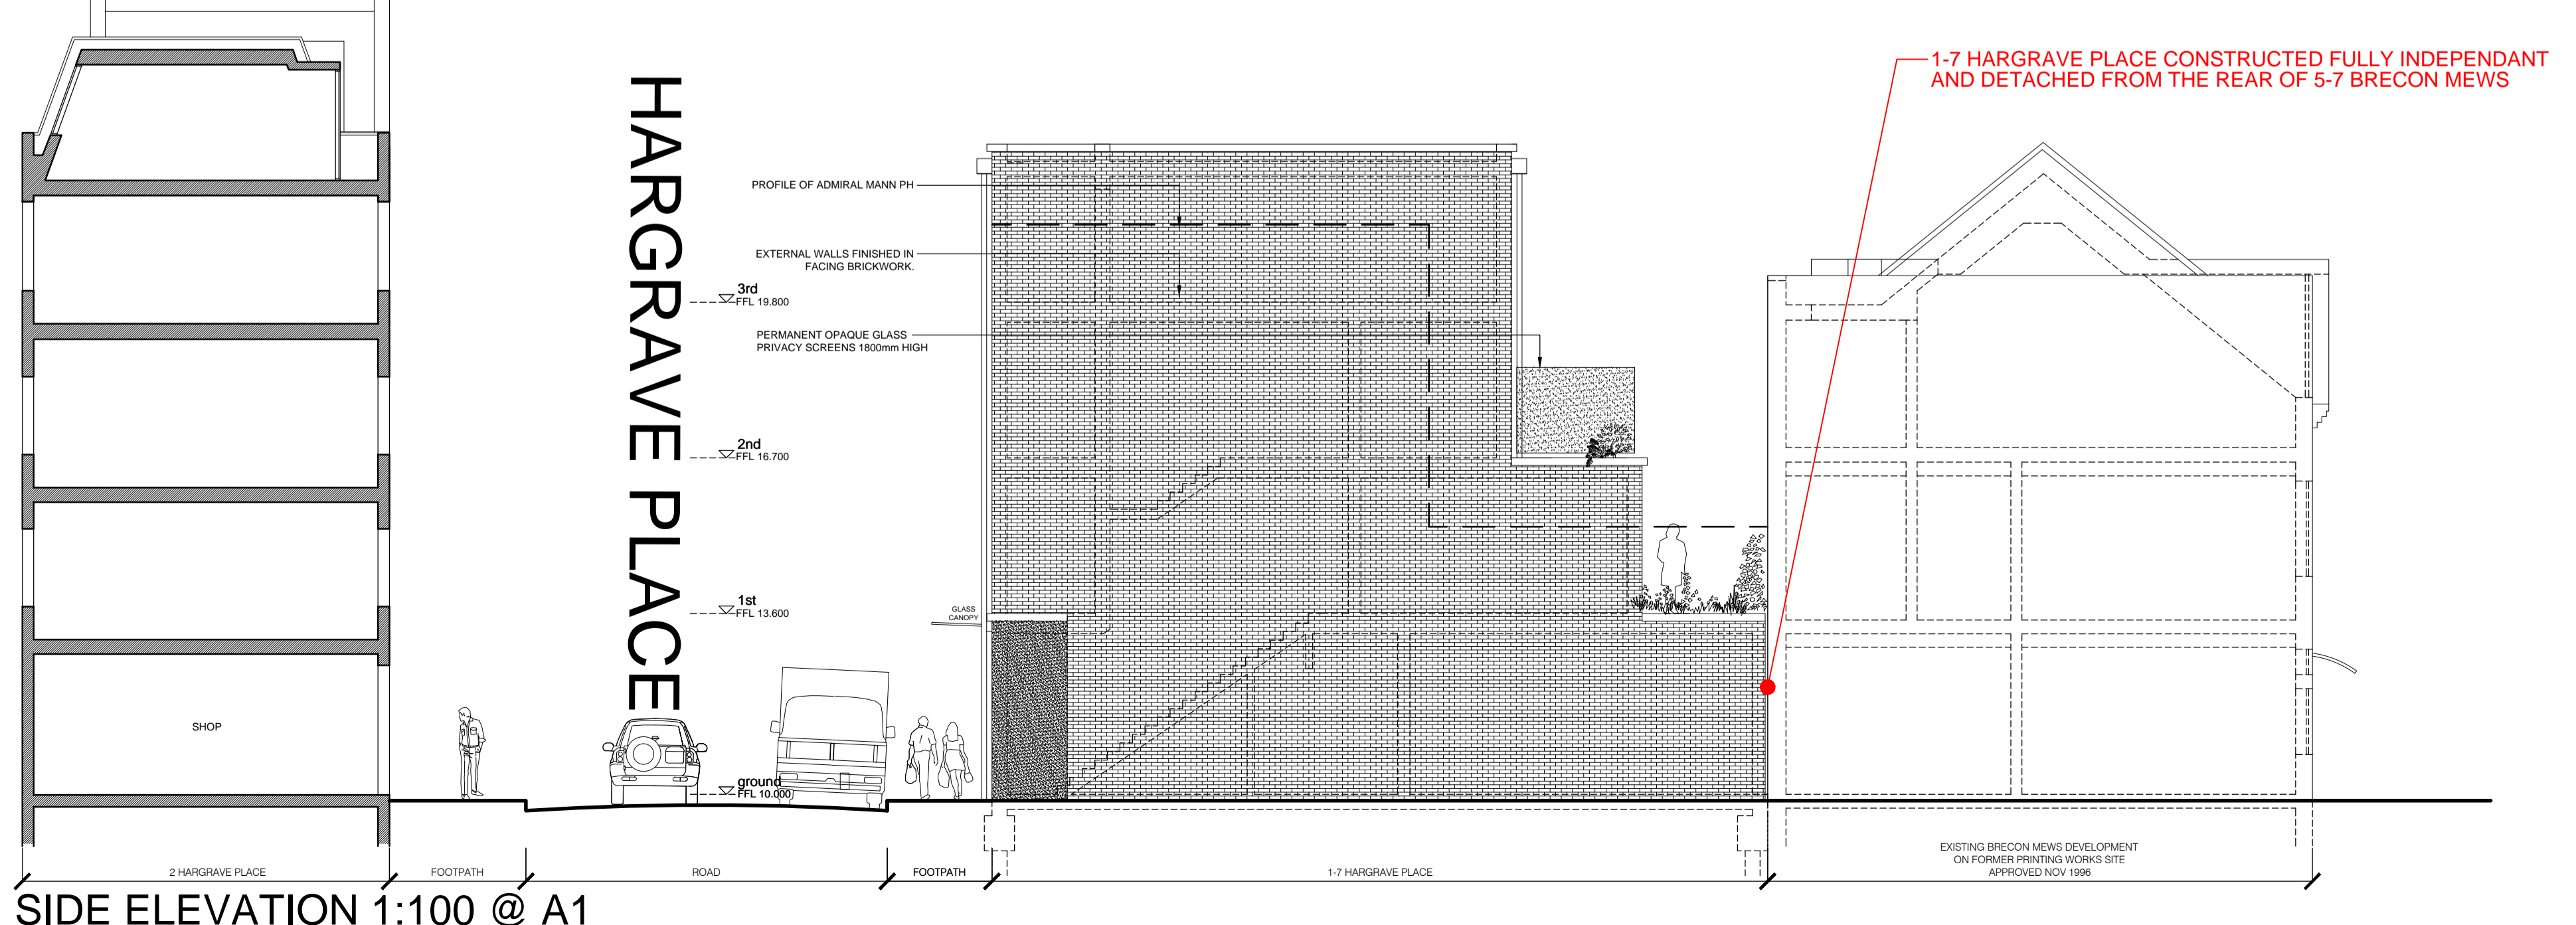 1-7 HARGRAVE PLACE CONSTRUCTED FULLY INDEPENDANT
AND DETACHED FROM THE REAR OF 5-7 BRECON MEWS
HARGRAVE PLACE
PROFILE OF ADMIRAL MANN PH
EXTERNAL WALLS FINISHED IN
FACING BRICKWORK.
3rd
FFL 19.800
PERMANENT OPAQUE GLASS
PRIVACY SCREENS 1800mm HIGH
2nd
FFL 16.700
1st
FFL 13.600
GLASS
CANOPY
SHOP
ground
FFL 10.000
2 HARGRAVE PLACE
FOOTPATH
ROAD
FOOTPATH
1-7 HARGRAVE PLACE
EXISTING BRECON MEWS DEVELOPMENT
ON FORMER PRINTING WORKS SITE
APPROVED NOV 1996
SIDE ELEVATION 1:100 @ A1